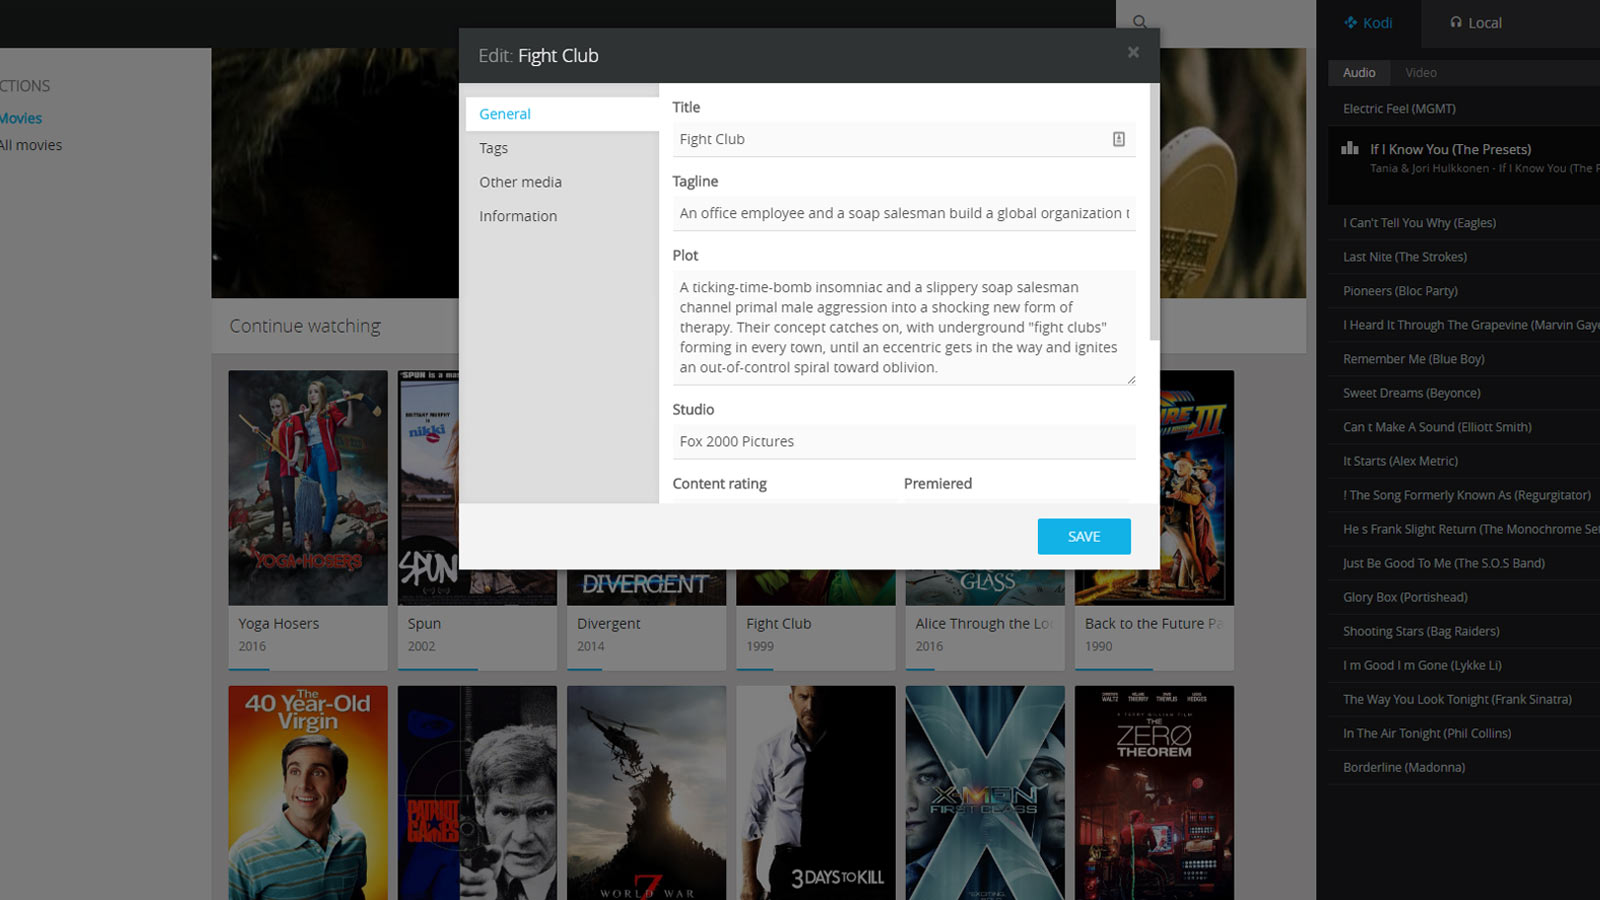 Edit: Fight Club
×
General
Tags
Other media
Information
Title
Fight Club
Tagline
An office employee and a soap salesman build a global organization t
Plot
A ticking-time-bomb insomniac and a slippery soap salesman
channel primal male aggression into a shocking new form of
therapy. Their concept catches on, with underground "fight clubs"
forming in every town, until an eccentric gets in the way and ignites
an out-of-control spiral toward oblivion.
Studio
Fox 2000 Pictures
Content rating
Premiered
SAVE
CTIONS
Movies
All movies
Continue watching
YOGA HOSERS
Yoga Hosers
2016
SPUN is a
BRITTANY MURPHY
is
nikki
SPUN
Spun
2002
DIVERGENT
Divergent
2014
Fight Club
1999
GLASS
Alice Through the Loo
2016
III
Back to the Future Pa
1990
The
40 Year-Old
Virgin
PATRIOT
GAMES
WORLD WAR
Z
3 DAYS TO KILL
X-MEN
FIRST CLASS
THE
ZERO
THEOREM
Kodi
Local
Audio
Video
Electric Feel (MGMT)
If I Know You (The Presets)
Tania & Jori Hulkkonen - If I Know You (The P
I Can't Tell You Why (Eagles)
Last Nite (The Strokes)
Pioneers (Bloc Party)
I Heard It Through The Grapevine (Marvin Gaye
Remember Me (Blue Boy)
Sweet Dreams (Beyonce)
Can t Make A Sound (Elliott Smith)
It Starts (Alex Metric)
! The Song Formerly Known As (Regurgitator)
He s Frank Slight Return (The Monochrome Set
Just Be Good To Me (The S.O.S Band)
Glory Box (Portishead)
Shooting Stars (Bag Raiders)
I m Good I m Gone (Lykke Li)
The Way You Look Tonight (Frank Sinatra)
In The Air Tonight (Phil Collins)
Borderline (Madonna)